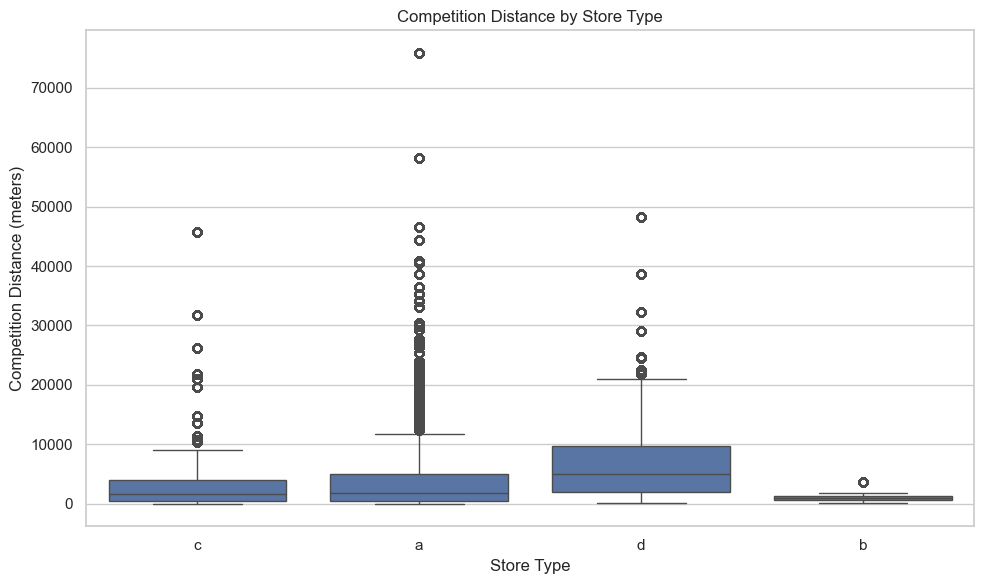 Competition Distance by Store Type
Competition Distance (meters)
70000
60000
50000
40000
30000
20000
10000
0
c a d b
Store Type